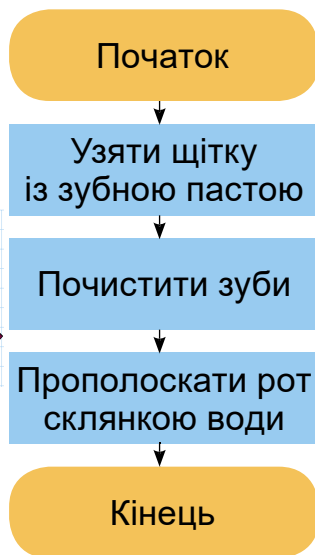 Початок
Узяти щітку
із зубною пастою
Почистити зуби
Прополоскати рот
склянкою води
Кінець